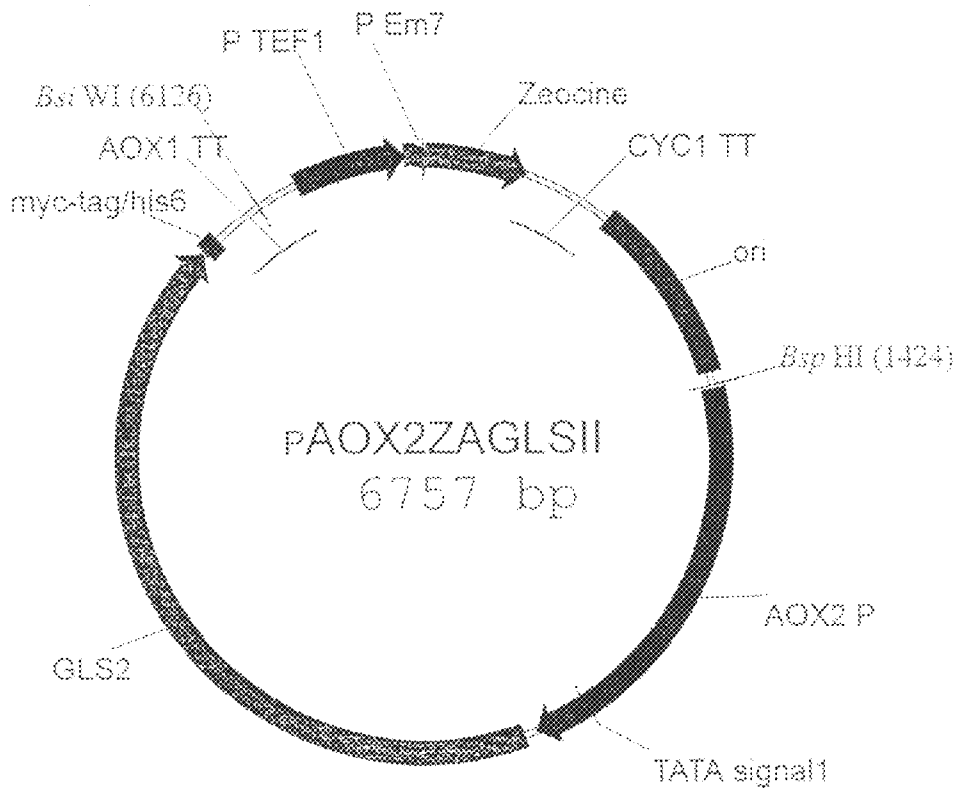 P TEF1
P Em7
Bsi WI (6126)
Zeocine
AOX1 TT
CYC1 TT
myc-tag/his6
ori
Bsp HI (1424)
pAOX2ZAGLSII
6757 bp
AOX2 P
GLS2
TATA signal1